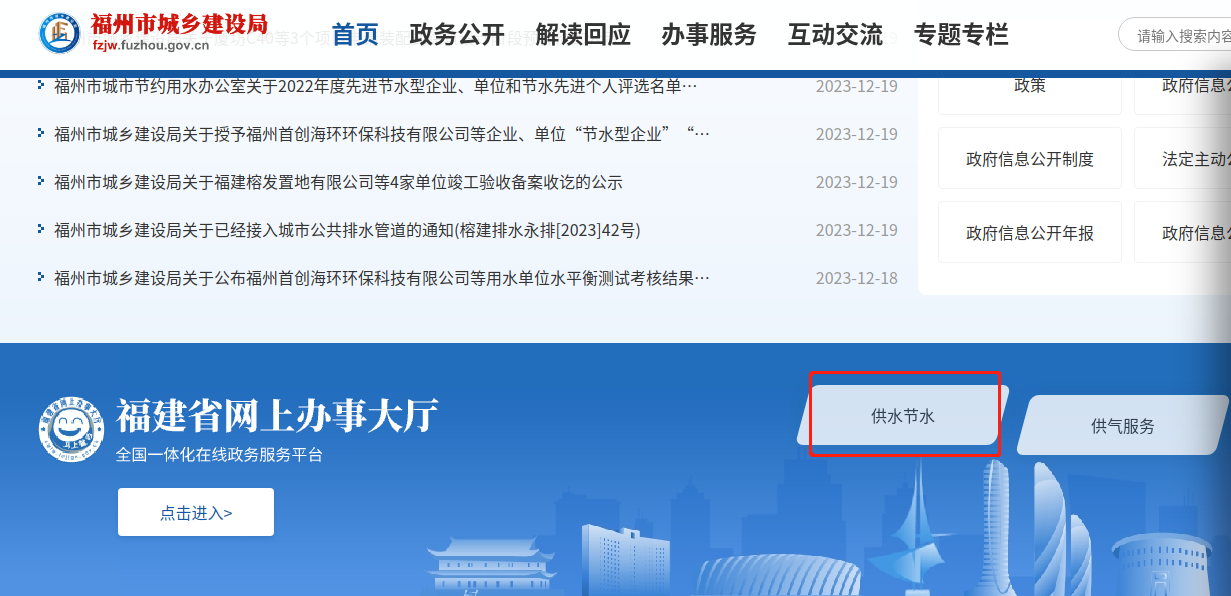 福州市城乡建设局
fzjw.fuzhou.gov.cn
首页 政务公开 解读回应 办事服务 互动交流 专题专栏
请输入搜索内容
福州市城市节约用水办公室关于2022年度先进节水型企业、单位和节水先进个人评选名单… 2023-12-19
政策 政府信息公
福州市城乡建设局关于授予福州首创海环环保科技有限公司等企业、单位“节水型企业” “… 2023-12-19
政府信息公开制度 法定主动公
福州市城乡建设局关于福建榕发置地有限公司等4家单位竣工验收备案收讫的公示 2023-12-19
福州市城乡建设局关于已经接入城市公共排水管道的通知(榕建排水永排[2023]42号) 2023-12-19
政府信息公开年报 政府信息公
福州市城乡建设局关于公布福州首创海环环保科技有限公司等用水单位水平衡测试考核结果… 2023-12-18
福建省网上办事大厅
全国一体化在线政务服务平台
点击进入>
供水节水
供气服务